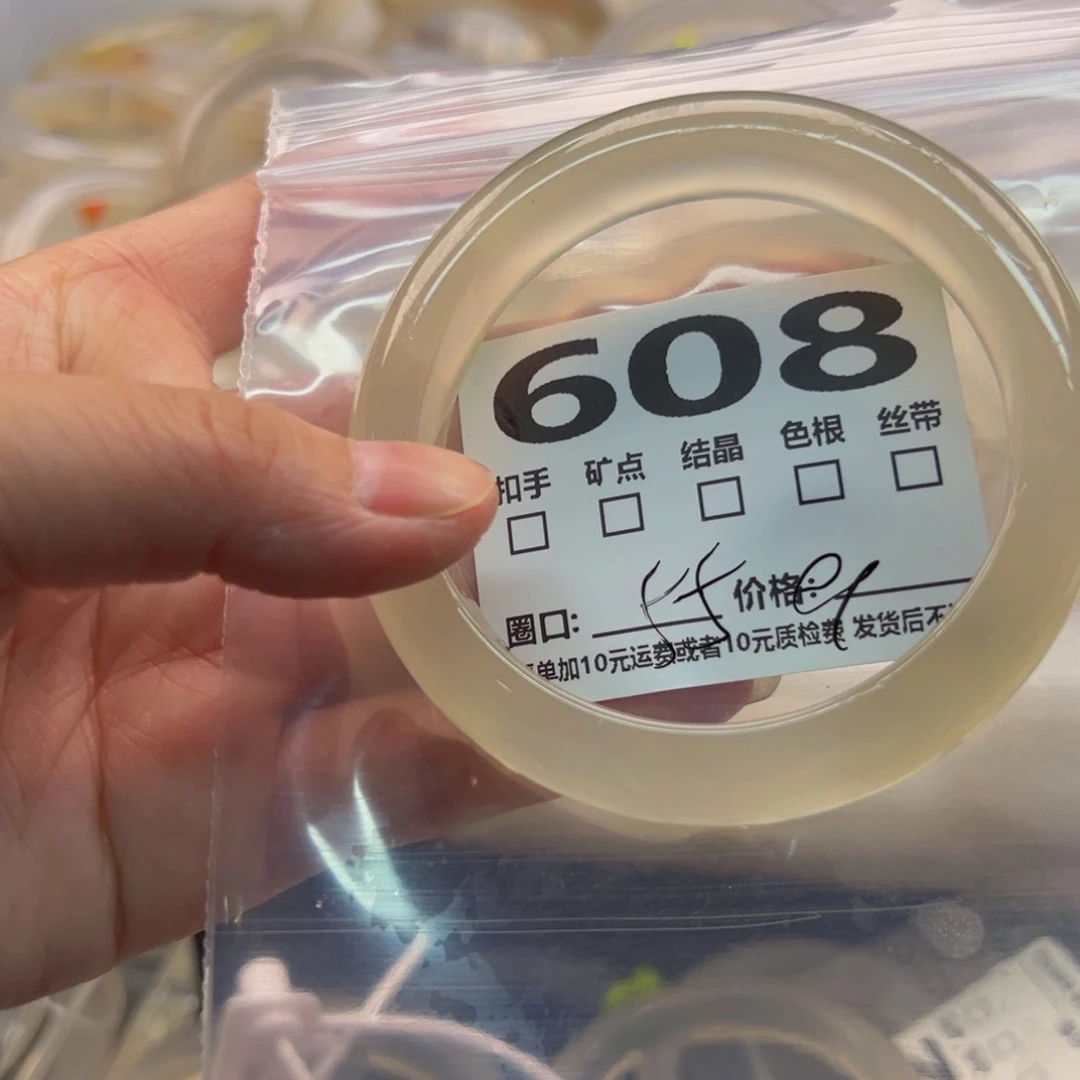 608
扣手 矿点 结晶 色根 丝带
圈口: 价格:
单加10元运费或者10元质检费 发货后不